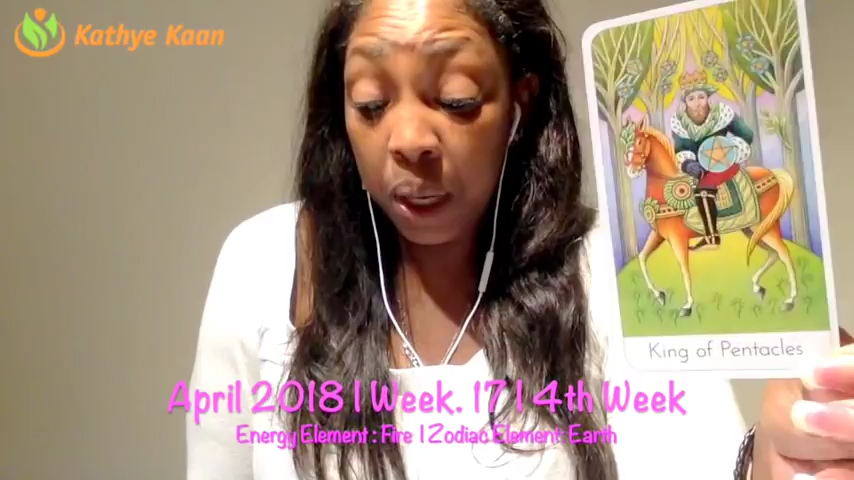 Kathye Kaan
King of Pentacles
April 2018 | Week. 17 | 4th Week
Energy Element : Fire | Zodiac Element Earth